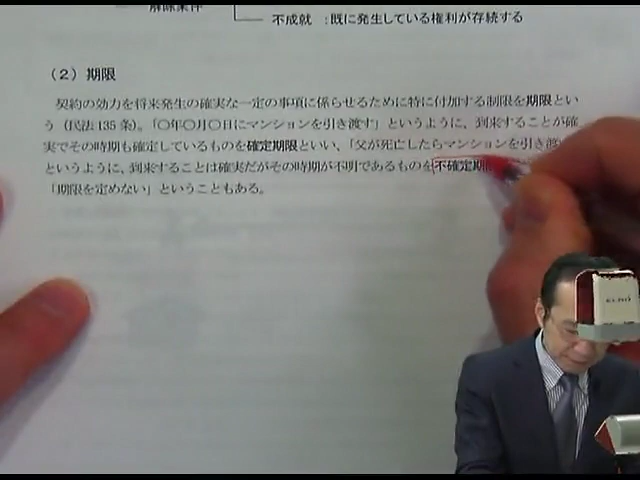 解除条件
不成就 ：既に発生している権利が存続する
（2）期限
契約の効力を将来発生の確実な一定の事項に係らせるために特に付加する制限を期限とい
う（民法 135 条）。「〇年〇月〇日にマンションを引き渡す」というように、到来することが確
実でその時期も確定しているものを確定期限といい、「父が死亡したらマンションを引き渡
というように、到来することは確実だがその時期が不明であるものを不確定期
「期限を定めない」ということもある。
ELMO